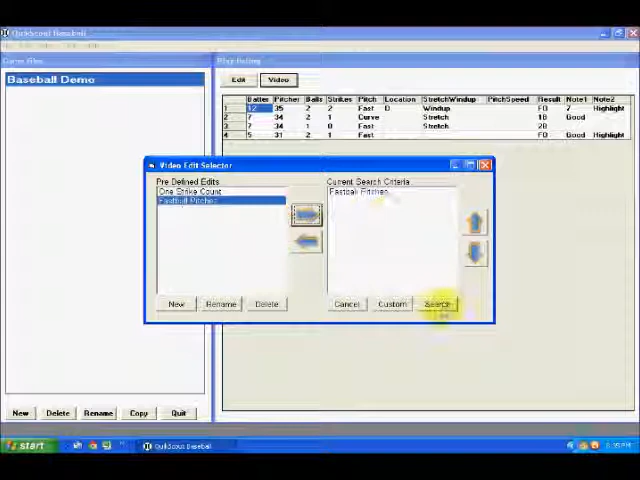 QuikScout Baseball
Game Files
Play Listing
Baseball Demo
Edit Video
Batter Pitcher Balls Strikes Pitch Location StretchWindup PitchSpeed Result Note1 Note2
1 12 35 2 2 Fast D Windup FO 7 Highlight
2 7 34 2 1 Curve Stretch 1B Good
3 7 34 1 0 Fast Stretch 2B
4 5 31 2 1 Fast FO Good Highlight
Video Edit Selector
Pre Defined Edits
One Strike Count
Fastball Pitches
Current Search Criteria
Fastball Pitches
New Rename Delete
Cancel Custom Search
New Delete Rename Copy Quit
start
QuikScout Baseball